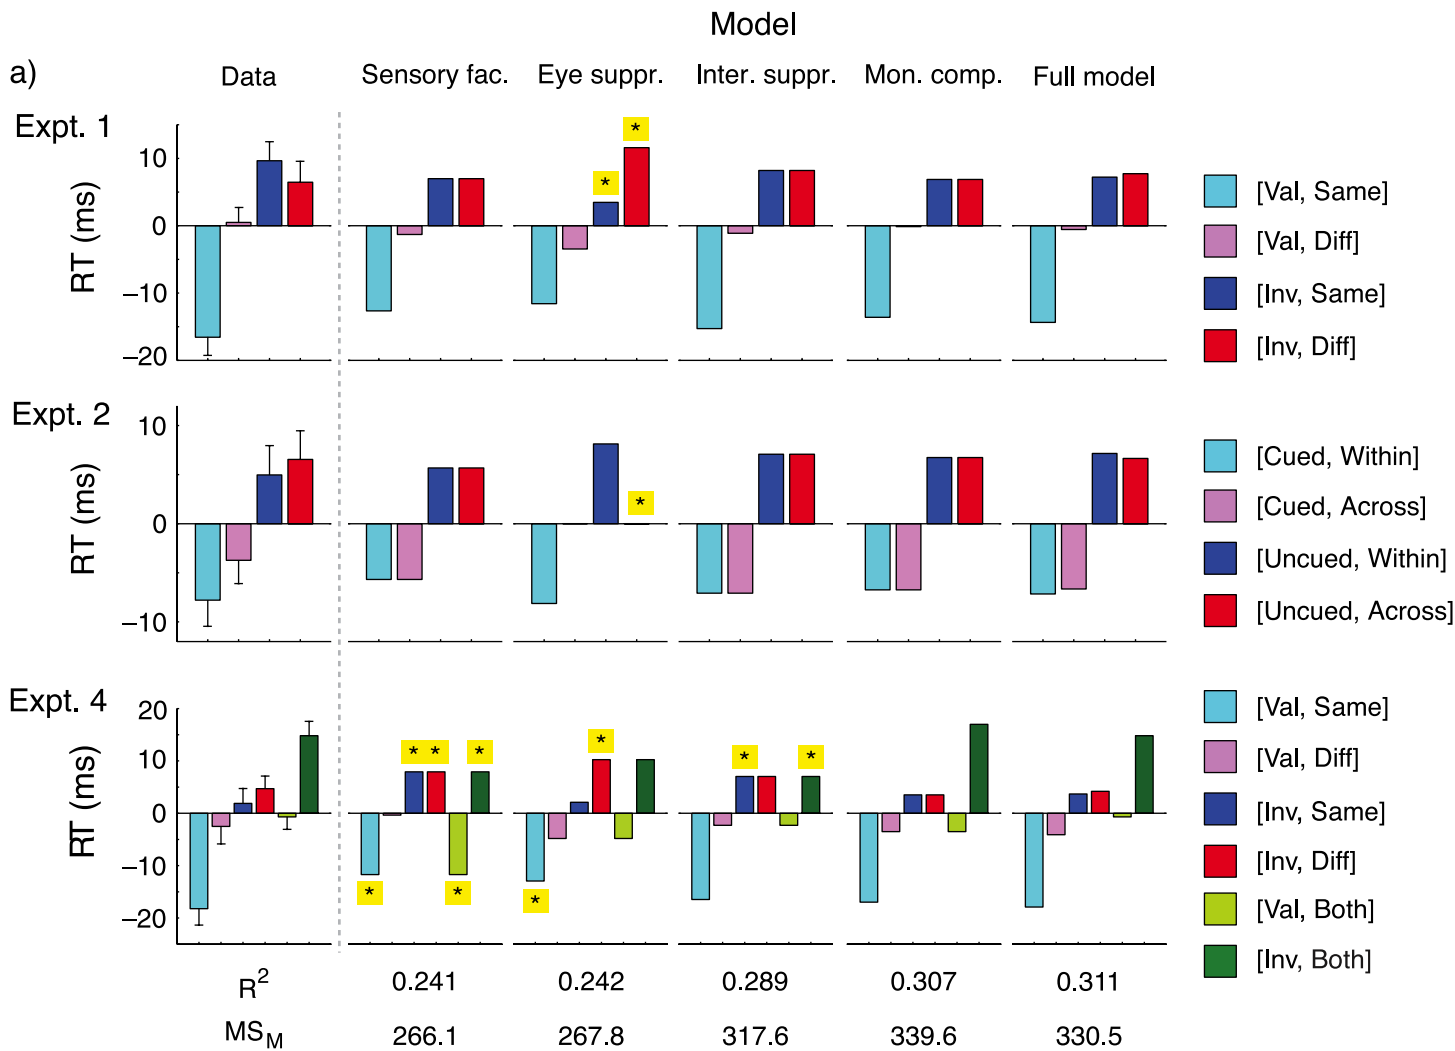 Model
a)
Data Sensory fac. Eye suppr. Inter. suppr. Mon. comp. Full model
Expt. 1
RT (ms)
10
0
−10
−20
* *
[Val, Same]
[Val, Diff]
[Inv, Same]
[Inv, Diff]
Expt. 2
RT (ms)
10
0
−10
*
[Cued, Within]
[Cued, Across]
[Uncued, Within]
[Uncued, Across]
Expt. 4
RT (ms)
20
10
0
−10
−20
* * * * * *
* * *
[Val, Same]
[Val, Diff]
[Inv, Same]
[Inv, Diff]
[Val, Both]
[Inv, Both]
R² 0.241 0.242 0.289 0.307 0.311
MS_M 266.1 267.8 317.6 339.6 330.5